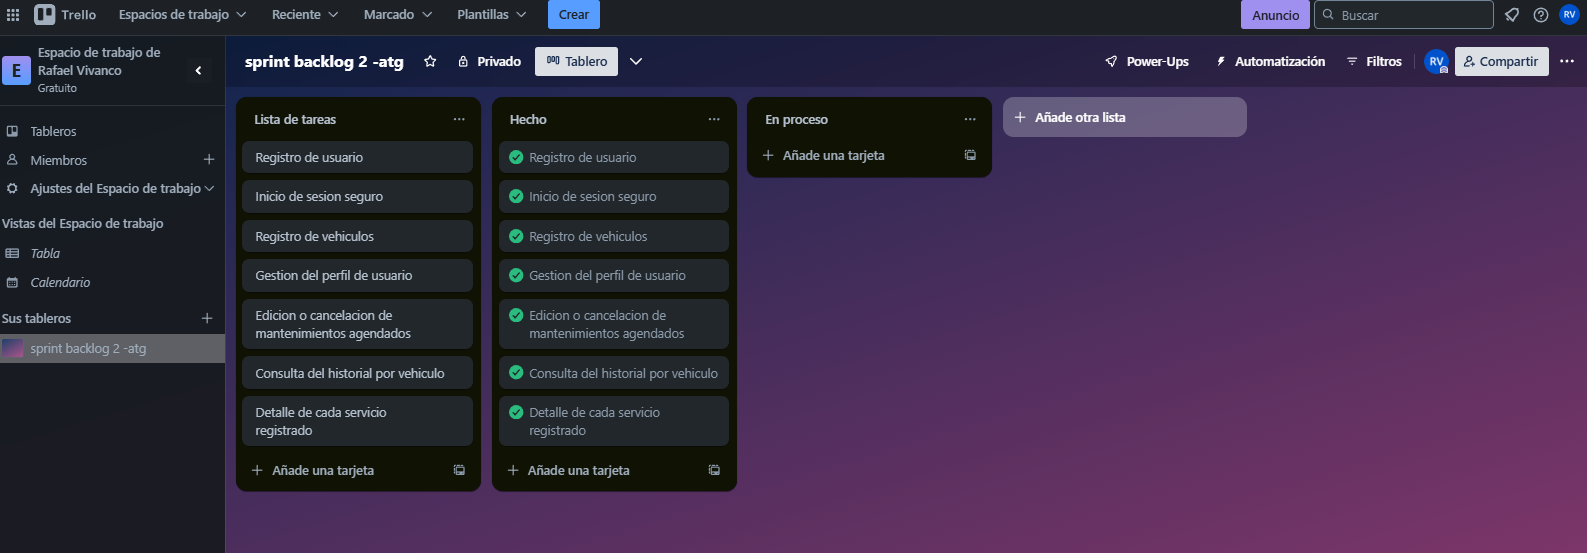 Trello
Espacios de trabajo
Reciente
Marcado
Plantillas
Crear
Anuncio
Buscar
RV
E
Espacio de trabajo de
Rafael Vivanco
Gratuito
Tableros
Miembros
Ajustes del Espacio de trabajo
Vistas del Espacio de trabajo
Tabla
Calendario
Sus tableros
sprint backlog 2 -atg
sprint backlog 2 -atg
Privado
Tablero
Power-Ups
Automatización
Filtros
RV
Compartir
Lista de tareas
Registro de usuario
Inicio de sesion seguro
Registro de vehiculos
Gestion del perfil de usuario
Edicion o cancelacion de
mantenimientos agendados
Consulta del historial por vehiculo
Detalle de cada servicio
registrado
Añade una tarjeta
Hecho
Registro de usuario
Inicio de sesion seguro
Registro de vehiculos
Gestion del perfil de usuario
Edicion o cancelacion de
mantenimientos agendados
Consulta del historial por vehiculo
Detalle de cada servicio
registrado
Añade una tarjeta
En proceso
Añade una tarjeta
Añade otra lista